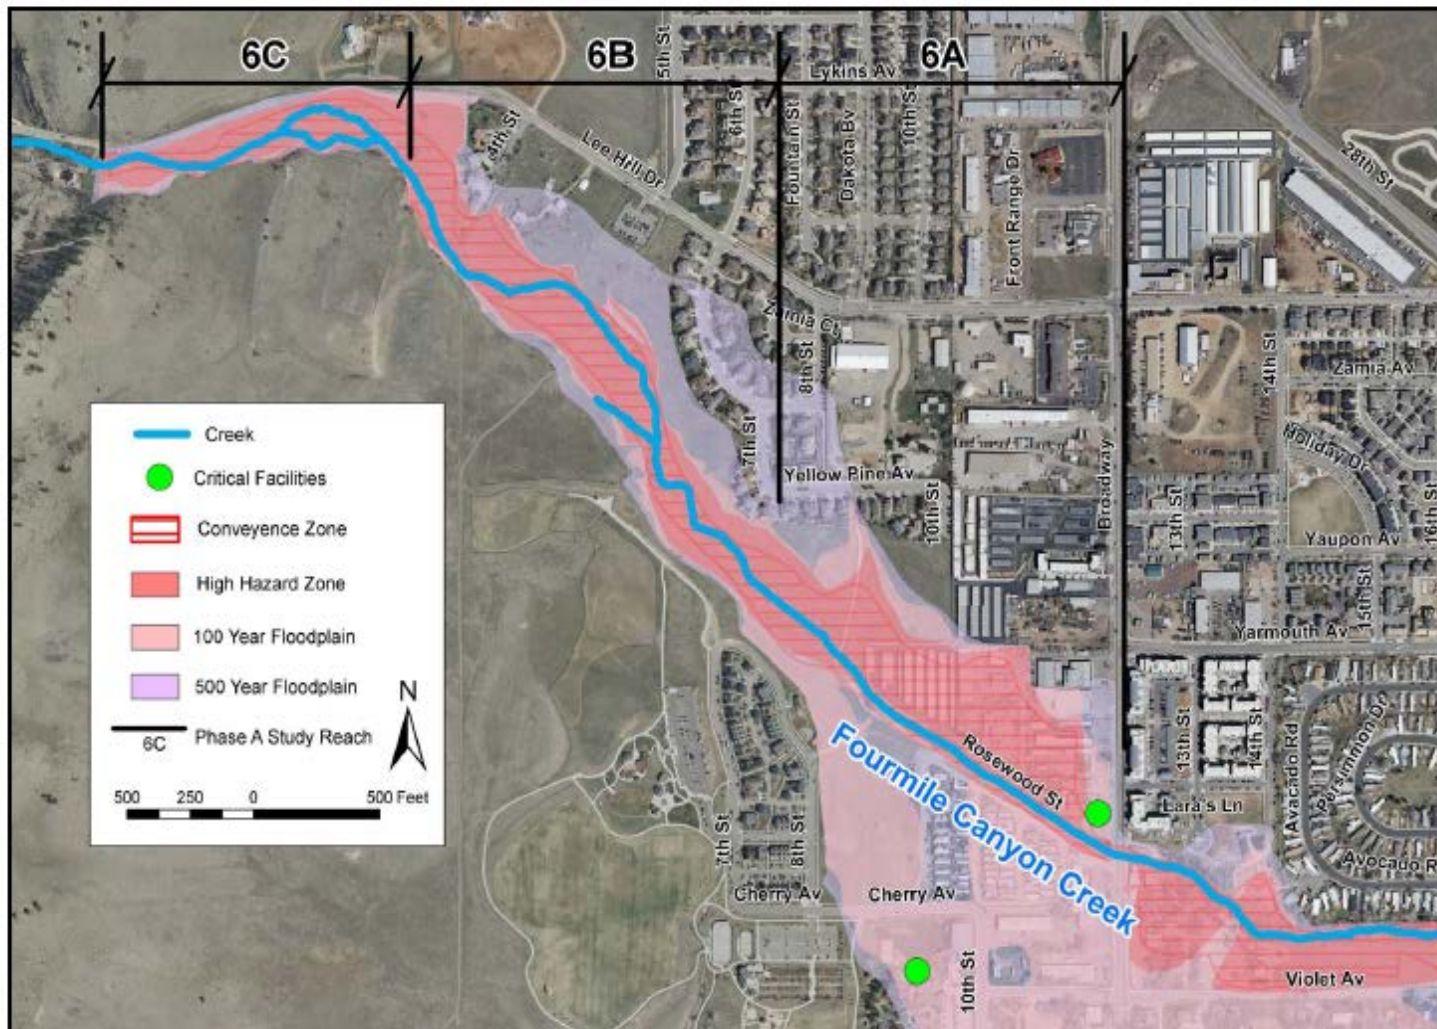 6C
6B
6A
5th St
Lykins Av
6th St
Fountain St
Dakota Bv
10th St
4th St
Lee Hill Dr
Front Range Dr
28th St
Zamia Ct
8th St
14th St
Zamia Av
Holiday Dr
7th St
Yellow Pine Av
10th St
Broadway
13th St
16th St
Yaupon Av
15th St
Yarmouth Av
Creek
Critical Facilities
Conveyence Zone
High Hazard Zone
100 Year Floodplain
500 Year Floodplain
N
6C
Phase A Study Reach
500 250 0 500 Feet
Rosewood St
Fourmile Canyon Creek
13th St
14th St
Avacado Rd
Persimmon Dr
Lara's Ln
Avocado R
7th St
8th St
Cherry Av
Cherry Av
10th St
Violet Av